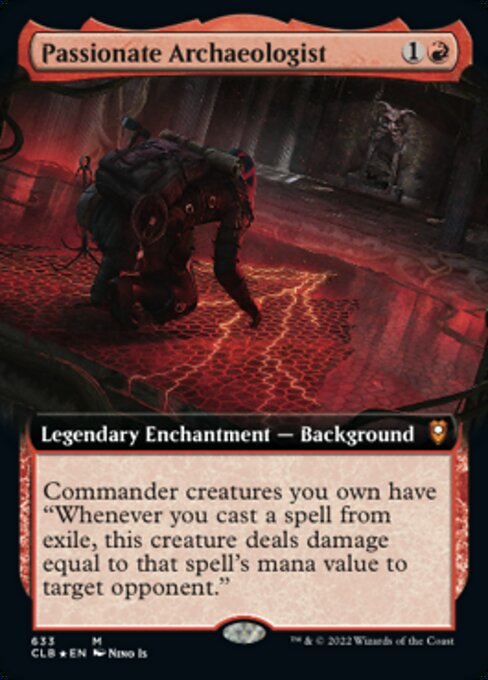 Passionate Archaeologist 1
Legendary Enchantment — Background
Commander creatures you own have
“Whenever you cast a spell from
exile, this creature deals damage
equal to that spell’s mana value to
target opponent.”
633 M
CLB ★ EN Nino Is
™ & © 2022 Wizards of the Coast